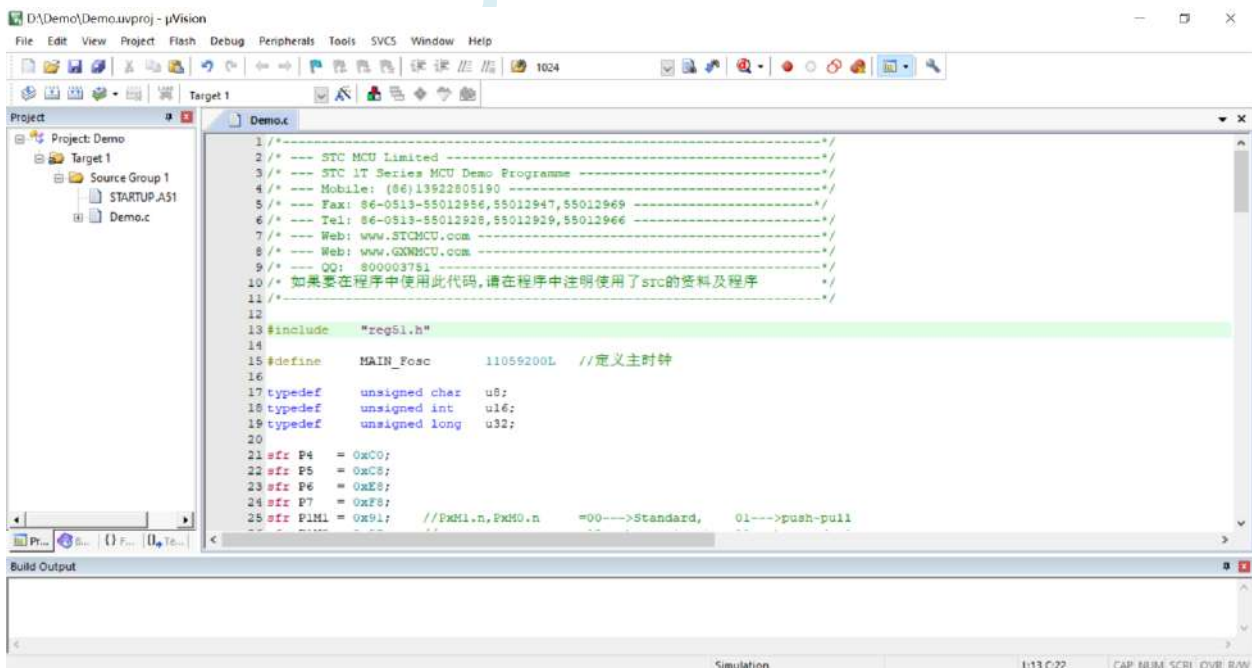 D:\Demo\Demo.uvproj - µVision
File Edit View Project Flash Debug Peripherals Tools SVCS Window Help
1024
Target 1
Project
Demo.c
Project: Demo
Target 1
Source Group 1
STARTUP.A51
Demo.c
1 /*---------------------------------------------------------------------*/
2 /* --- STC MCU Limited ------------------------------------------------*/
3 /* --- STC 1T Series MCU Demo Programme -------------------------------*/
4 /* --- Mobile: (86)13922805190 ----------------------------------------*/
5 /* --- Fax: 86-0513-55012956,55012947,55012969 ------------------------*/
6 /* --- Tel: 86-0513-55012928,55012929,55012966 ------------------------*/
7 /* --- Web: www.STCMCU.com --------------------------------------------*/
8 /* --- Web: www.GXWMCU.com --------------------------------------------*/
9 /* --- QQ: 800003751 -------------------------------------------------*/
10 /* 如果要在程序中使用此代码,请在程序中注明使用了STC的资料及程序 */
11 /*---------------------------------------------------------------------*/
12
13 #include "reg51.h"
14
15 #define MAIN_Fosc 11059200L //定义主时钟
16
17 typedef unsigned char u8;
18 typedef unsigned int u16;
19 typedef unsigned long u32;
20
21 sfr P4 = 0xC0;
22 sfr P5 = 0xC8;
23 sfr P6 = 0xE8;
24 sfr P7 = 0xF8;
25 sfr P1M1 = 0x91; //PxM1.n,PxM0.n =00--->Standard, 01--->push-pull
Pr...
{} F...
Te...
Build Output
Simulation
L:13 C:22
CAP NUM SCRL OVR R/W